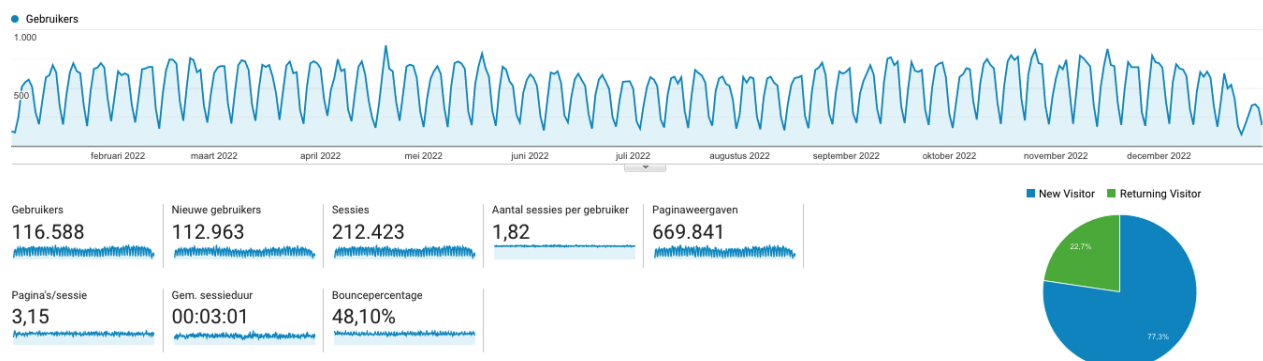 Gebruikers
1.000
500
februari 2022 maart 2022 april 2022 mei 2022 juni 2022 juli 2022 augustus 2022 september 2022 oktober 2022 november 2022 december 2022
New Visitor Returning Visitor
Gebruikers Nieuwe gebruikers Sessies Aantal sessies per gebruiker Paginaweergaven
116.588 112.963 212.423 1,82 669.841
22,7%
Pagina's/sessie Gem. sessieduur Bouncepercentage
3,15 00:03:01 48,10%
77,3%